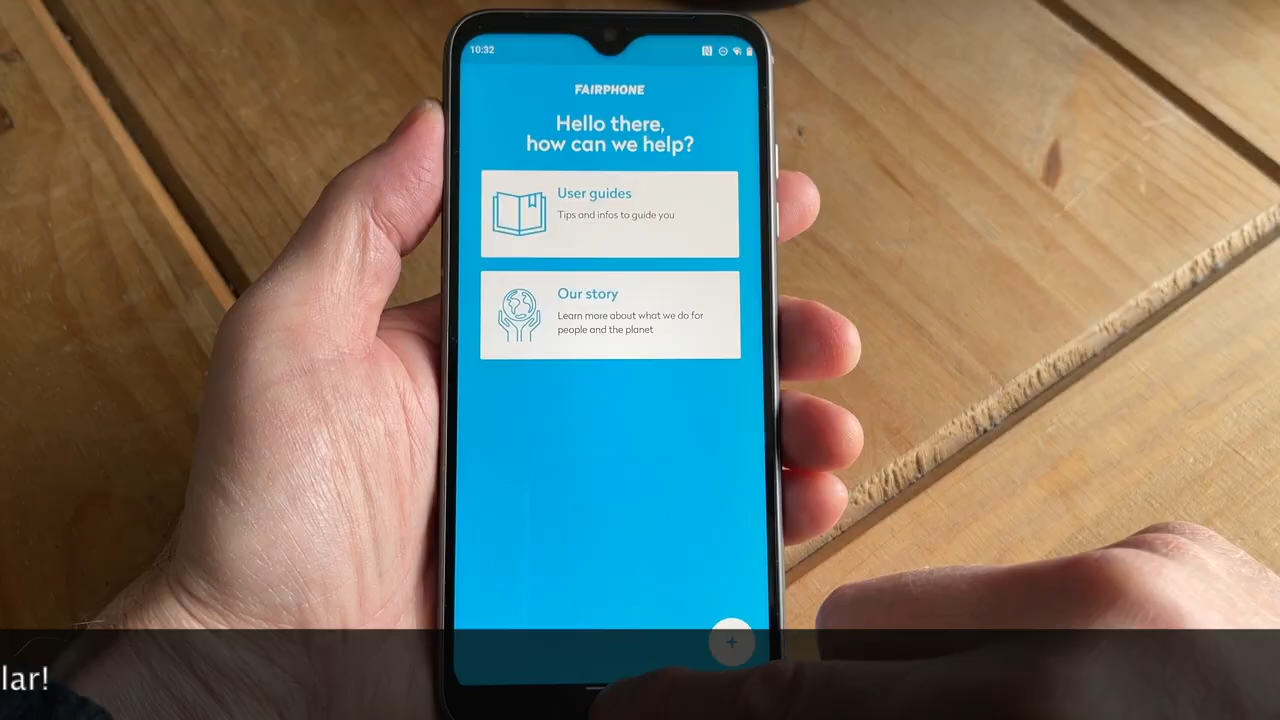 10:32
FAIRPHONE
Hello there,
how can we help?
User guides
Tips and infos to guide you
Our story
Learn more about what we do for
people and the planet
+
lar!